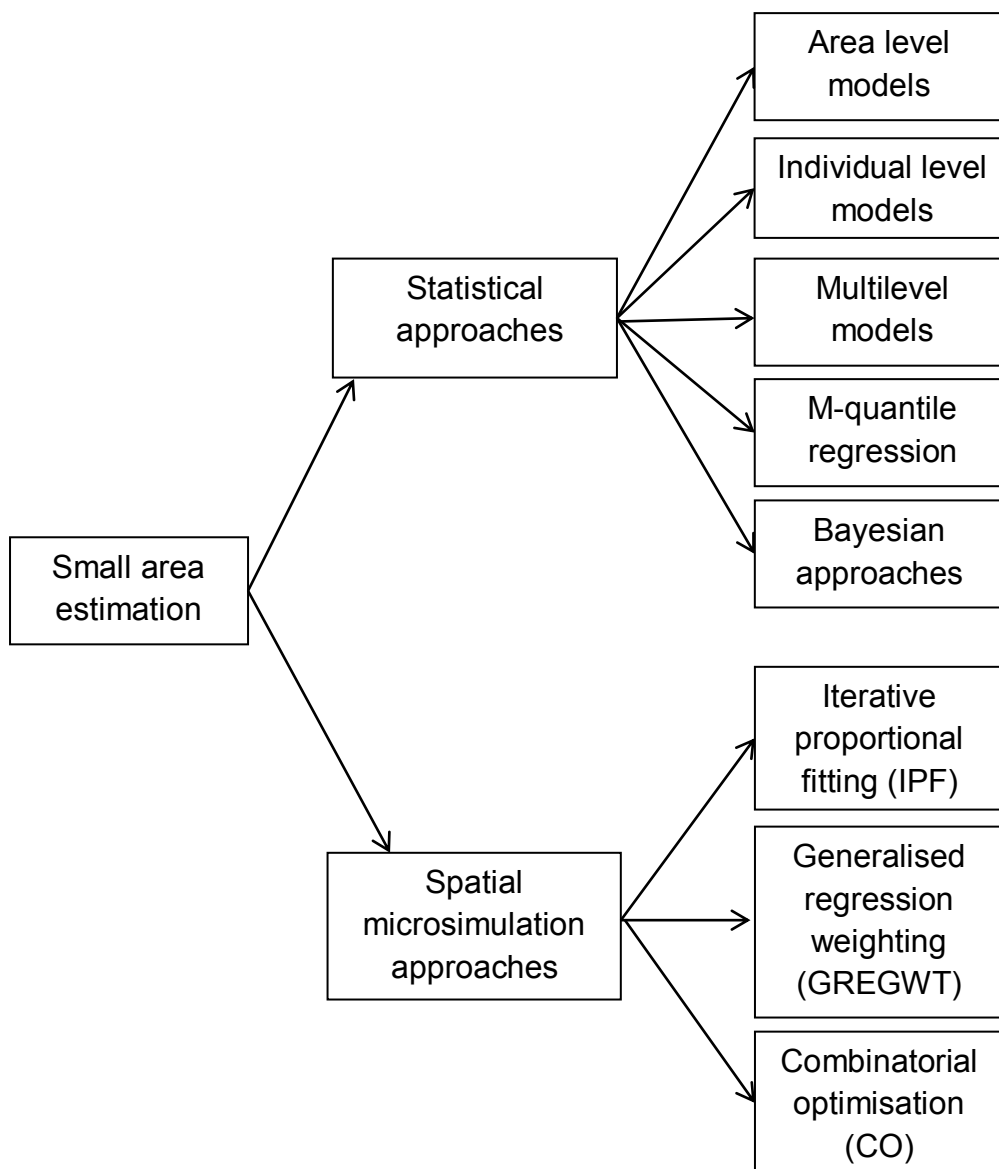 Area level
models
Individual level
models
Statistical
approaches
Multilevel
models
M-quantile
regression
Bayesian
approaches
Small area
estimation
Iterative
proportional
fitting (IPF)
Spatial
microsimulation
approaches
Generalised
regression
weighting
(GREGWT)
Combinatorial
optimisation
(CO)